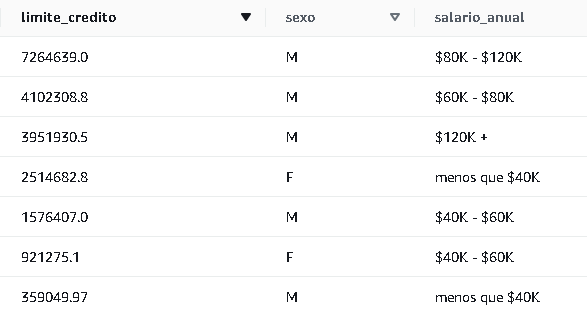 limite_credito sexo salario_anual
7264639.0 M $80K - $120K
4102308.8 M $60K - $80K
3951930.5 M $120K +
2514682.8 F menos que $40K
1576407.0 M $40K - $60K
921275.1 F $40K - $60K
359049.97 M menos que $40K